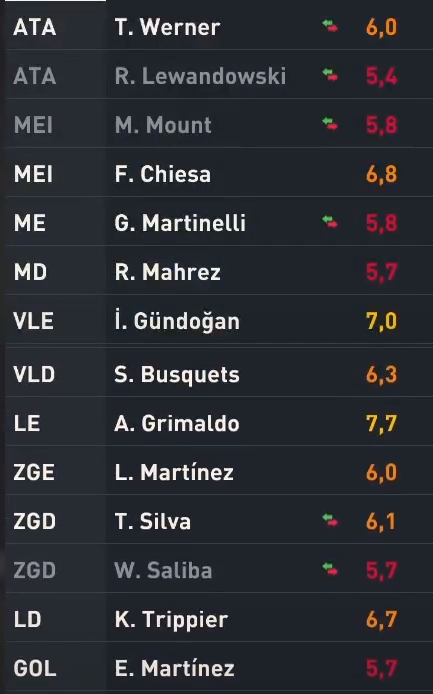 ATA T. Werner 6,0
ATA R. Lewandowski 5,4
MEI M. Mount 5,8
MEI F. Chiesa 6,8
ME G. Martinelli 5,8
MD R. Mahrez 5,7
VLE İ. Gündoğan 7,0
VLD S. Busquets 6,3
LE A. Grimaldo 7,7
ZGE L. Martínez 6,0
ZGD T. Silva 6,1
ZGD W. Saliba 5,7
LD K. Trippier 6,7
GOL E. Martínez 5,7